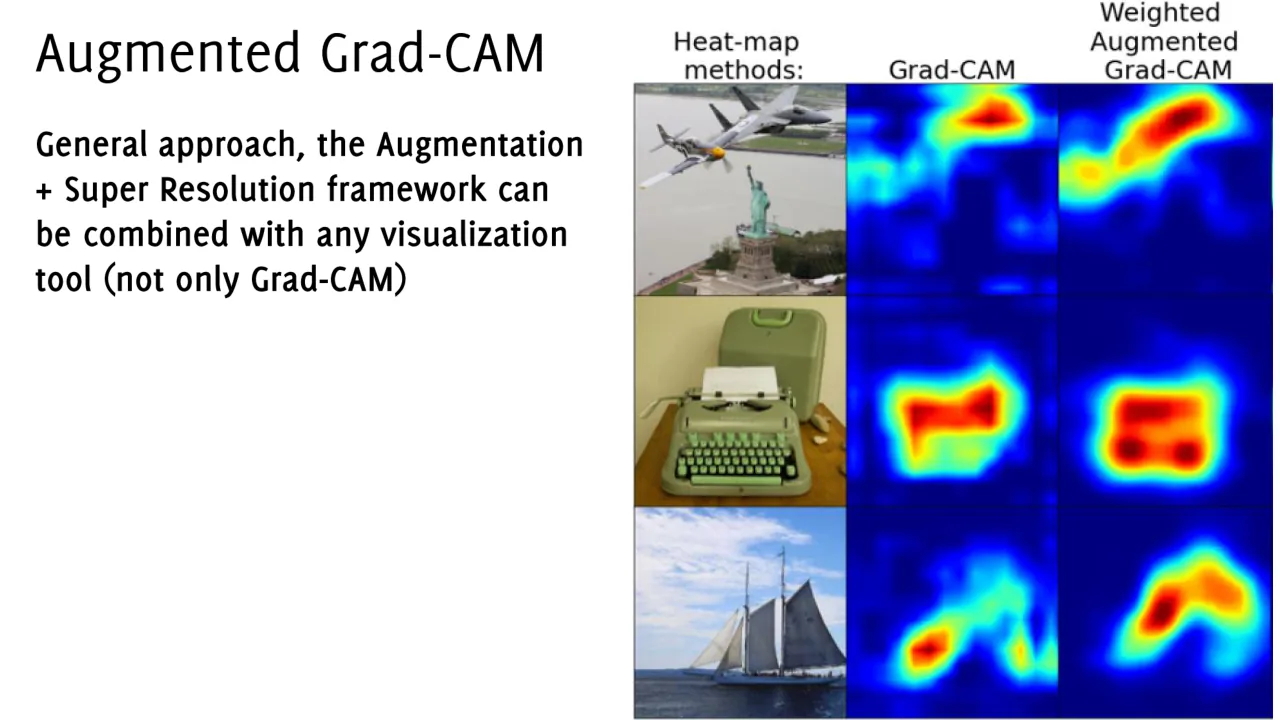 Augmented Grad-CAM
General approach, the Augmentation
+ Super Resolution framework can
be combined with any visualization
tool (not only Grad-CAM)
Heat-map
methods:
Grad-CAM
Weighted
Augmented
Grad-CAM